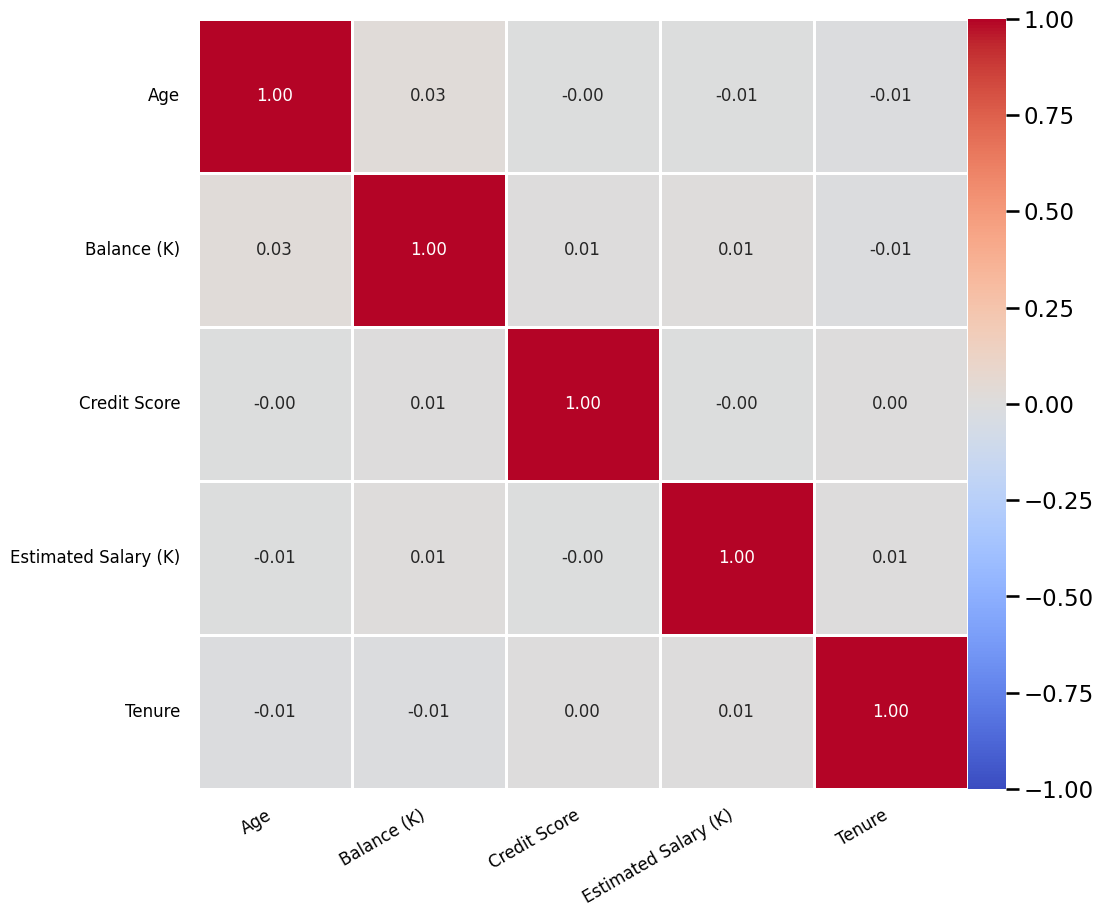 1.00
Age 1.00 0.03 -0.00 -0.01 -0.01
0.75
0.50
Balance (K) 0.03 1.00 0.01 0.01 -0.01
0.25
Credit Score -0.00 0.01 1.00 -0.00 0.00
0.00
−0.25
Estimated Salary (K) -0.01 0.01 -0.00 1.00 0.01
−0.50
−0.75
Tenure -0.01 -0.01 0.00 0.01 1.00
−1.00
Age
Balance (K)
Credit Score
Estimated Salary (K)
Tenure